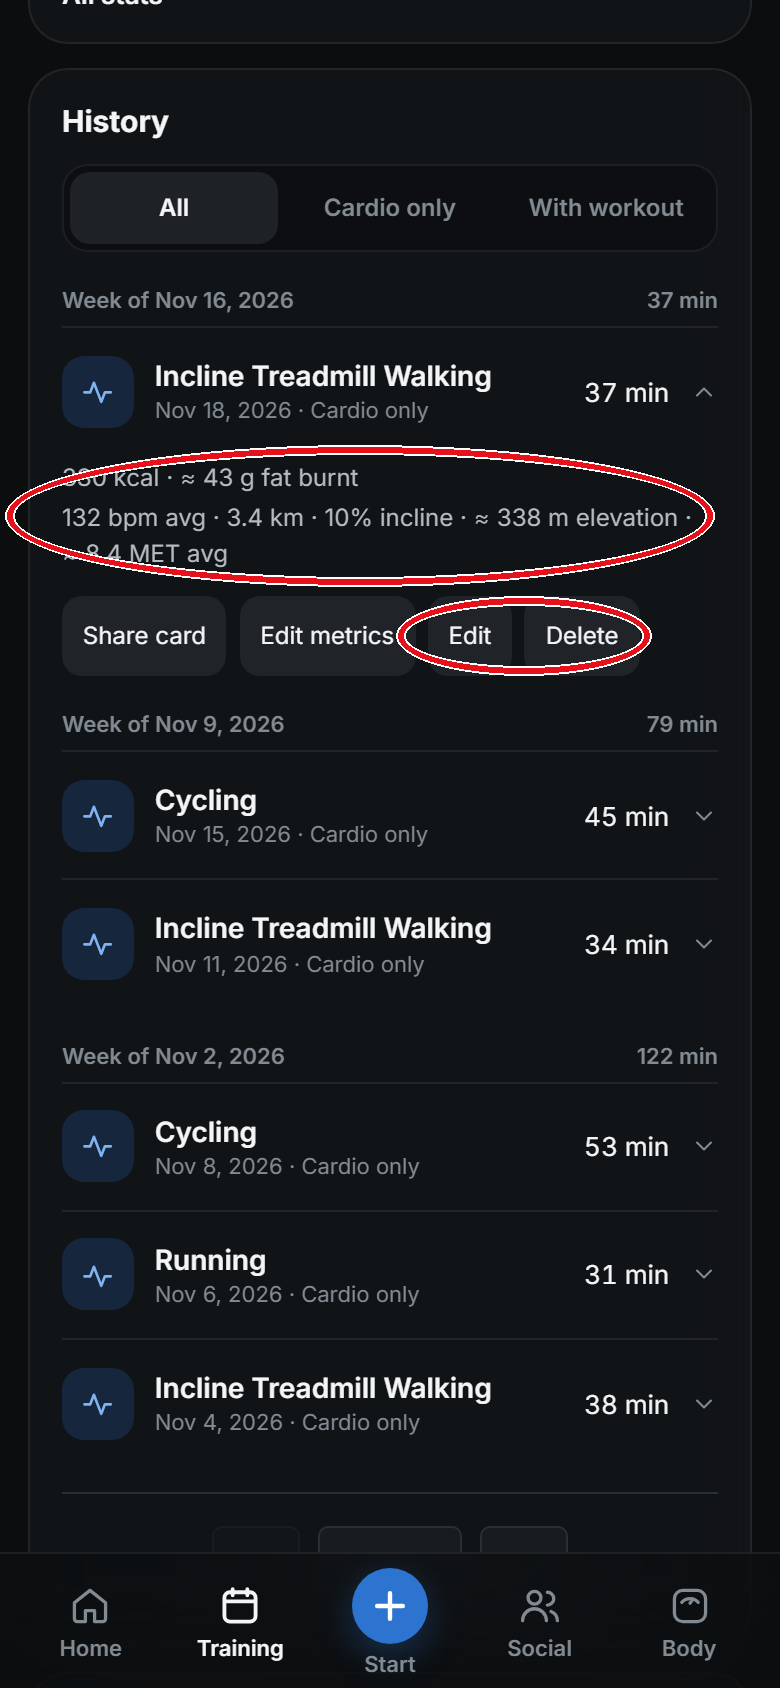 All stats
History
All
Cardio only
With workout
Week of Nov 16, 2026
37 min
Incline Treadmill Walking
37 min
Nov 18, 2026 · Cardio only
380 kcal · ≈ 43 g fat burnt
132 bpm avg · 3.4 km · 10% incline · ≈ 338 m elevation ·
≈ 8.4 MET avg
Share card
Edit metrics
Edit
Delete
Week of Nov 9, 2026
79 min
Cycling
45 min
Nov 15, 2026 · Cardio only
Incline Treadmill Walking
34 min
Nov 11, 2026 · Cardio only
Week of Nov 2, 2026
122 min
Cycling
53 min
Nov 8, 2026 · Cardio only
Running
31 min
Nov 6, 2026 · Cardio only
Incline Treadmill Walking
38 min
Nov 4, 2026 · Cardio only
Home
Training
Start
Social
Body